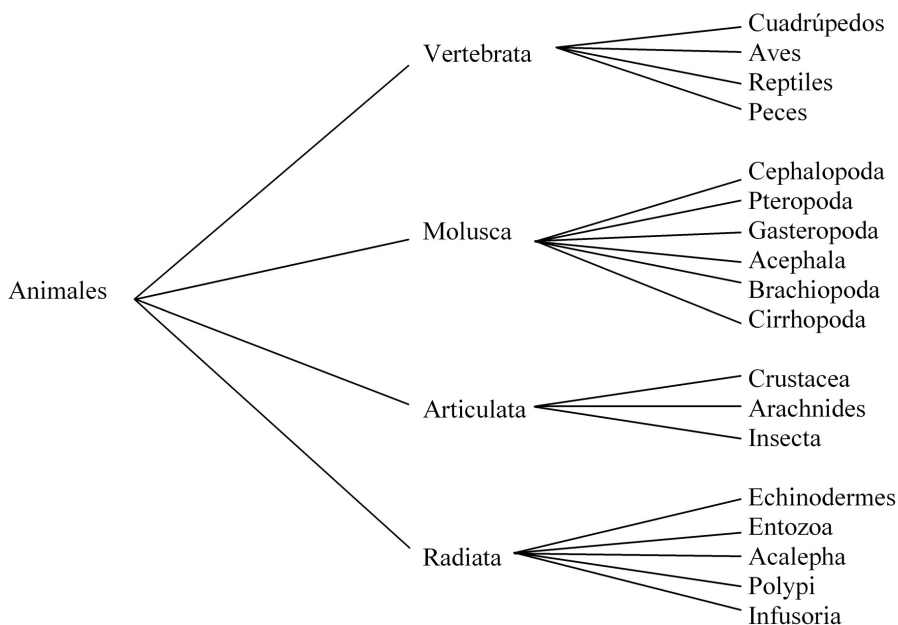 Animales
Vertebrata
Cuadrúpedos
Aves
Reptiles
Peces
Molusca
Cephalopoda
Pteropoda
Gasteropoda
Acephala
Brachiopoda
Cirrhopoda
Articulata
Crustacea
Arachnides
Insecta
Radiata
Echinodermes
Entozoa
Acalepha
Polypi
Infusoria